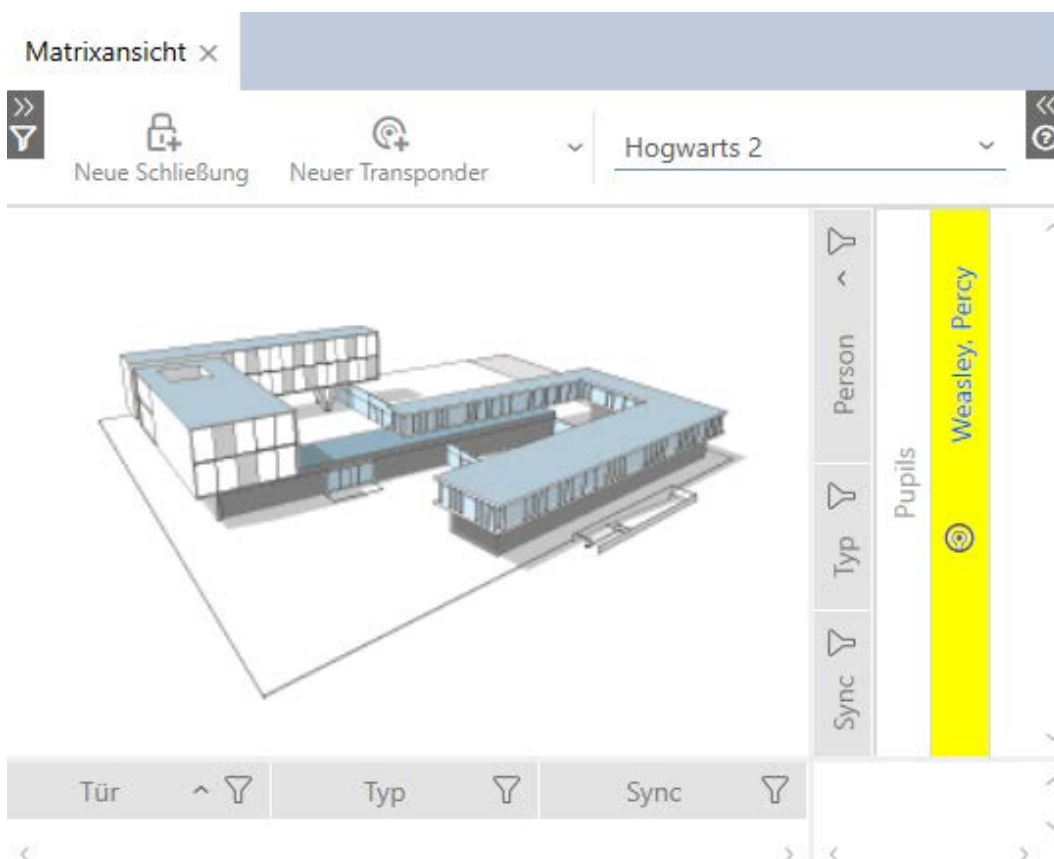 Matrixansicht
Neue Schließung
Neuer Transponder
Hogwarts 2
Person
Typ
Sync
Pupils
Weasley, Percy
Tür
Typ
Sync